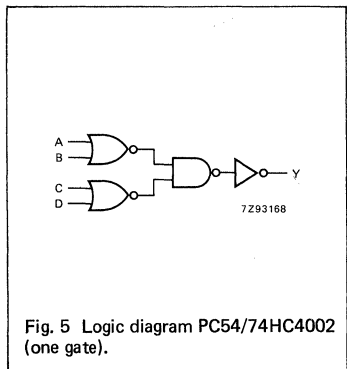 A
B
C
D
Y
7Z93168
Fig. 5 Logic diagram PC54/74HC4002
(one gate).